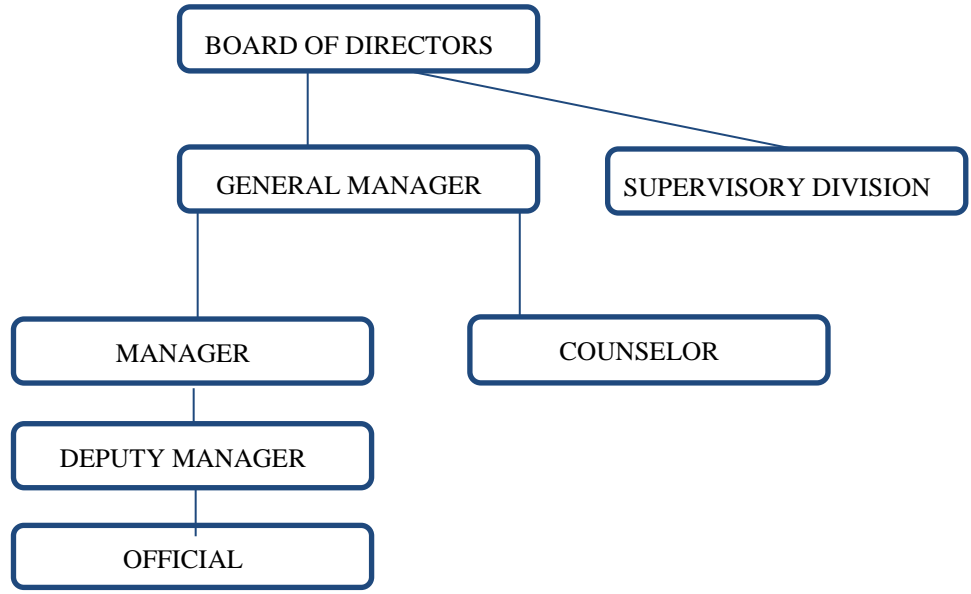 BOARD OF DIRECTORS
GENERAL MANAGER
SUPERVISORY DIVISION
MANAGER
COUNSELOR
DEPUTY MANAGER
OFFICIAL